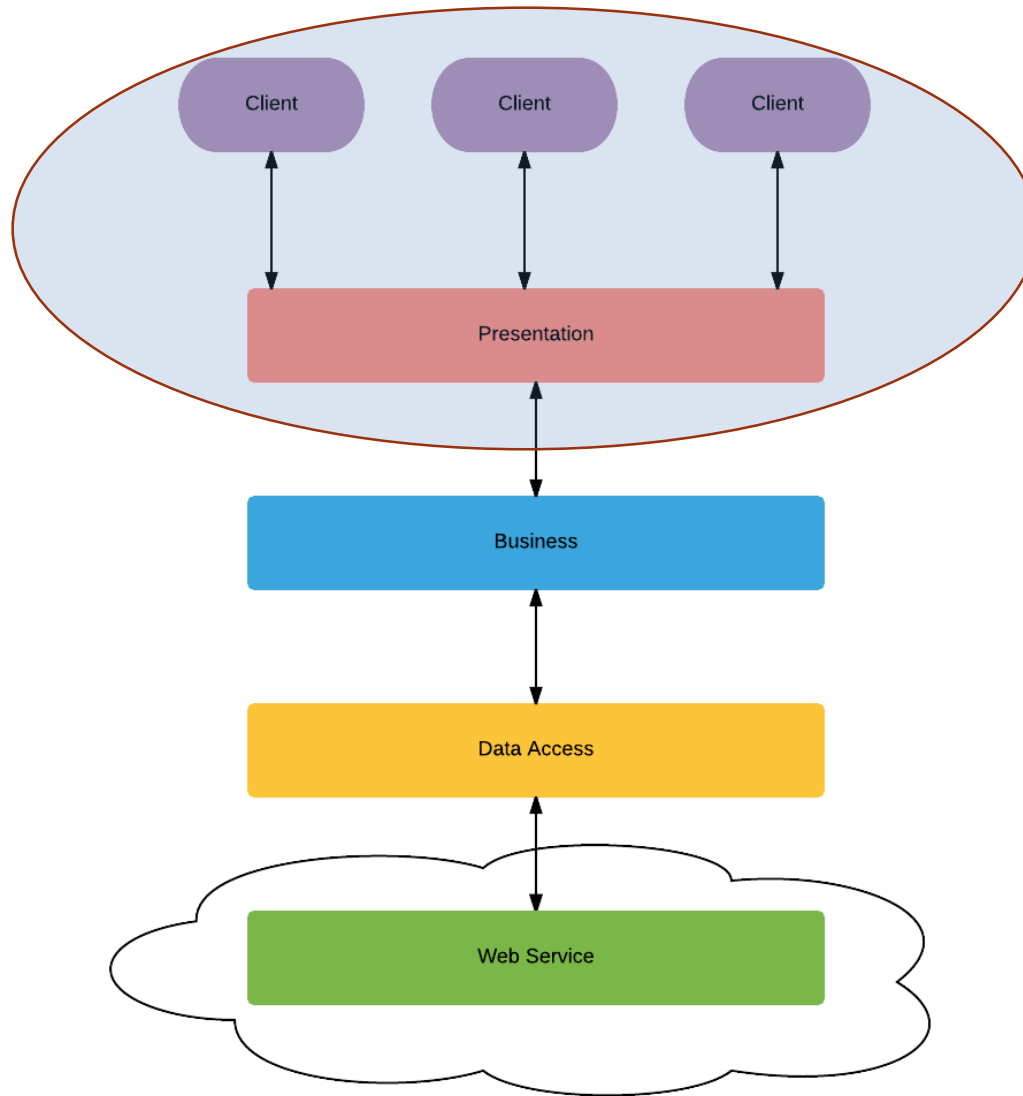 Client
Client
Client
Presentation
Business
Data Access
Web Service